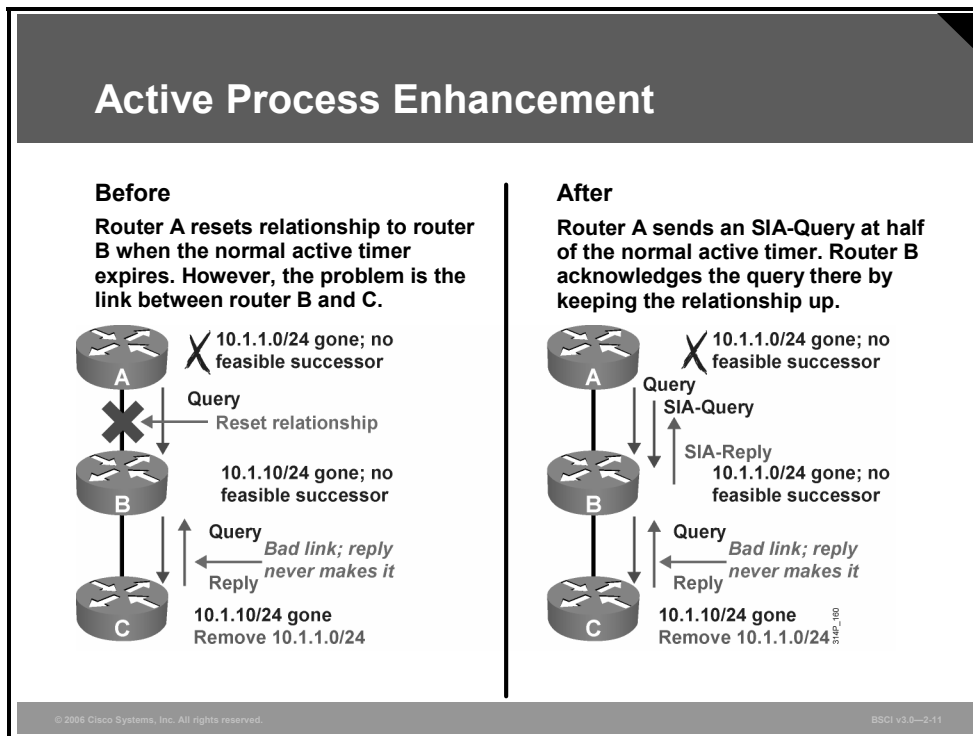 Active Process Enhancement
Before
Router A resets relationship to router
B when the normal active timer
expires. However, the problem is the
link between router B and C.
10.1.1.0/24 gone; no
feasible successor
A
Query
Reset relationship
10.1.10/24 gone; no
feasible successor
B
Query
Bad link; reply
never makes it
Reply
C
10.1.10/24 gone
Remove 10.1.1.0/24
After
Router A sends an SIA-Query at half
of the normal active timer. Router B
acknowledges the query there by
keeping the relationship up.
10.1.1.0/24 gone; no
feasible successor
A
Query
SIA-Query
SIA-Reply
10.1.1.0/24 gone; no
feasible successor
B
Query
Bad link; reply
never makes it
Reply
C
10.1.10/24 gone
Remove 10.1.1.0/24
314P_160
© 2006 Cisco Systems, Inc. All rights reserved.
BSCI v3.0—2-11